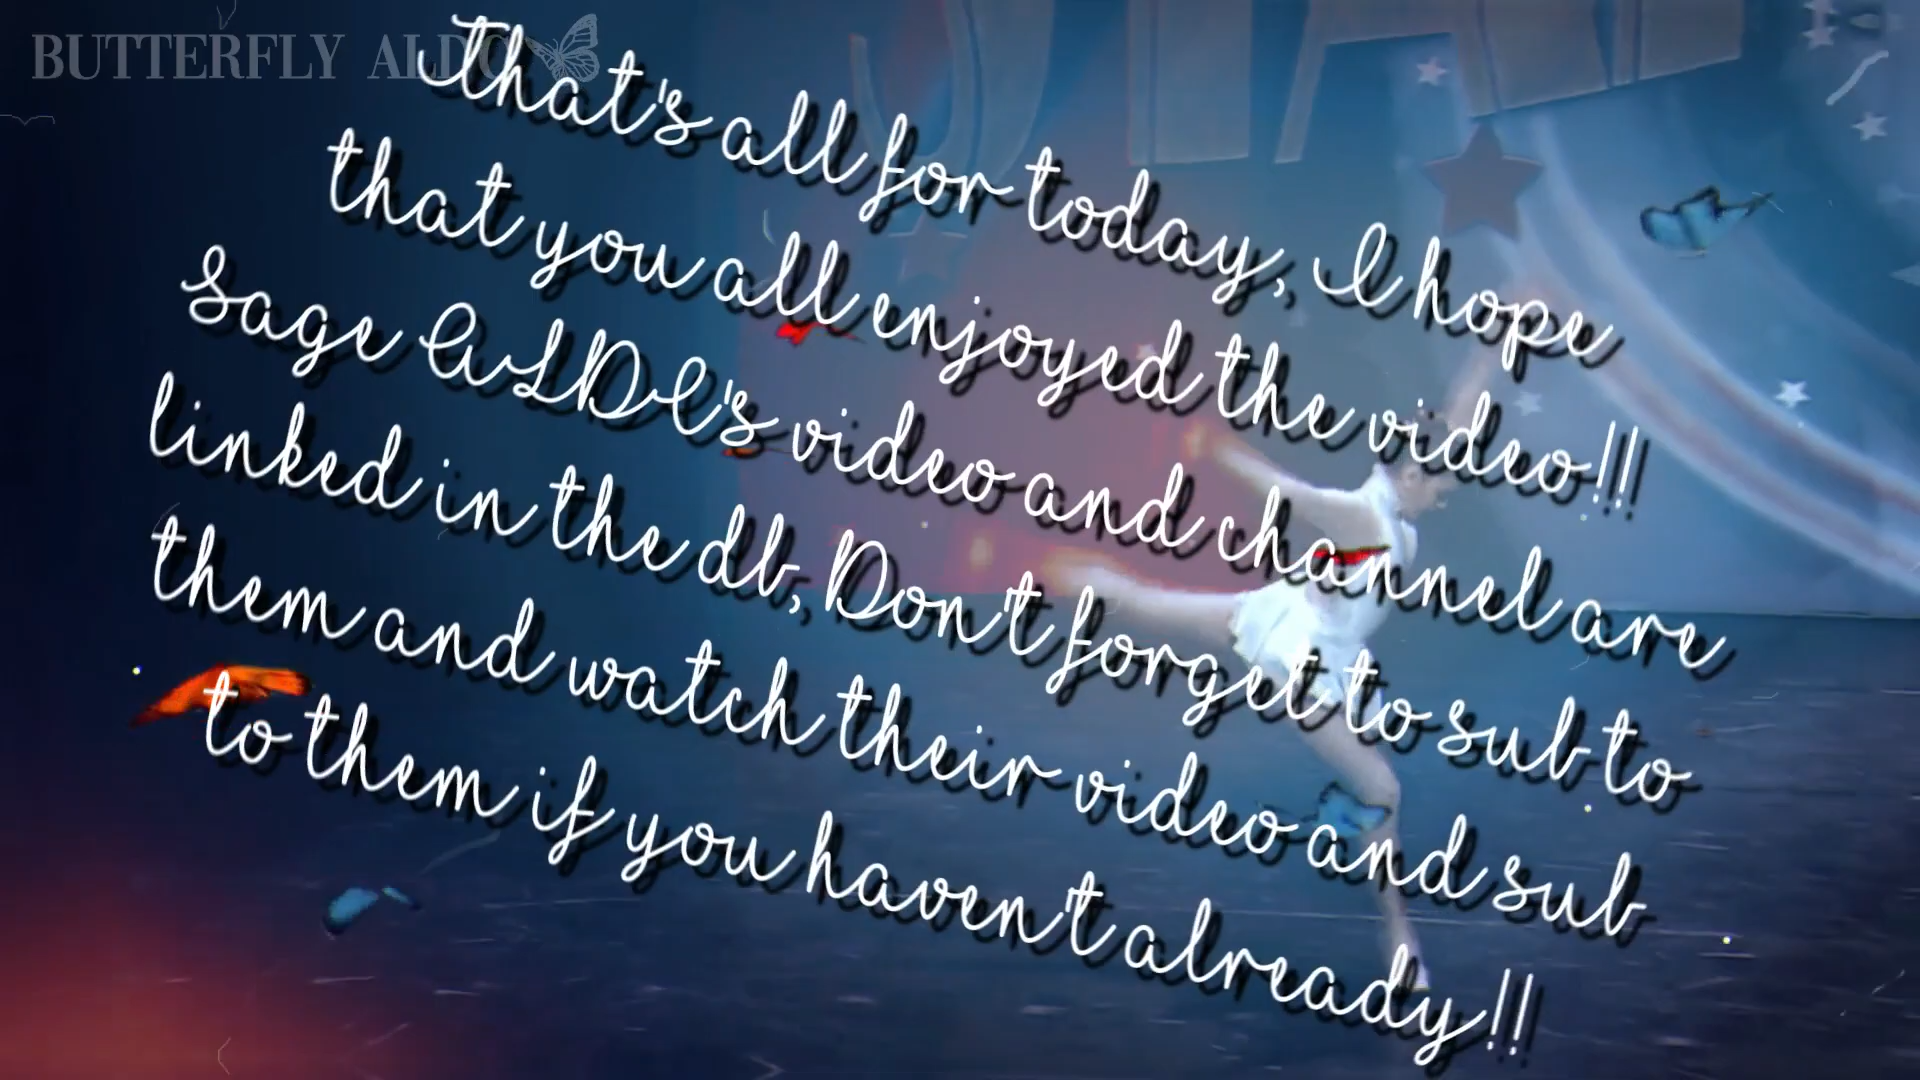 BUTTERFLY ALDC
That's all for today, I hope
that you all enjoyed the video!!!
Sage ALDC's video and channel are
linked in the db, Don't forget to sub to
them and watch their video and sub
to them if you haven't already!!
STAR